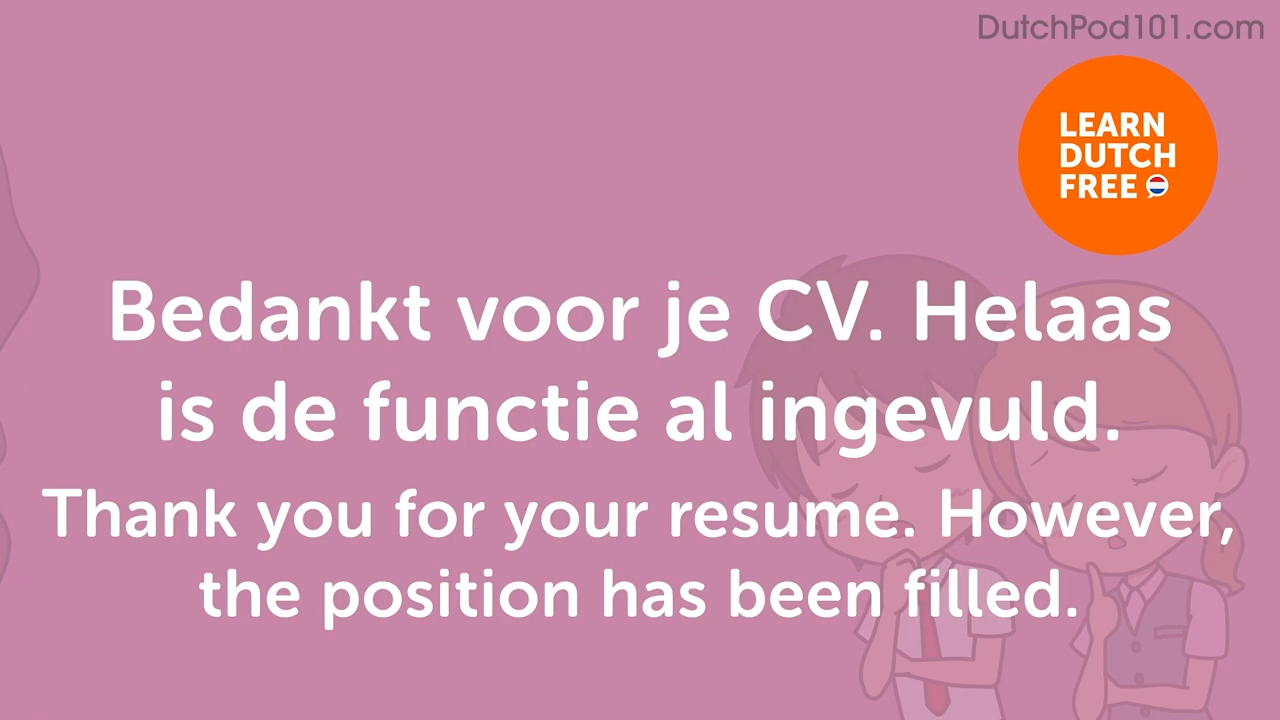 DutchPod101.com
LEARN
DUTCH
FREE
Bedankt voor je CV. Helaas
is de functie al ingevuld.
Thank you for your resume. However,
the position has been filled.